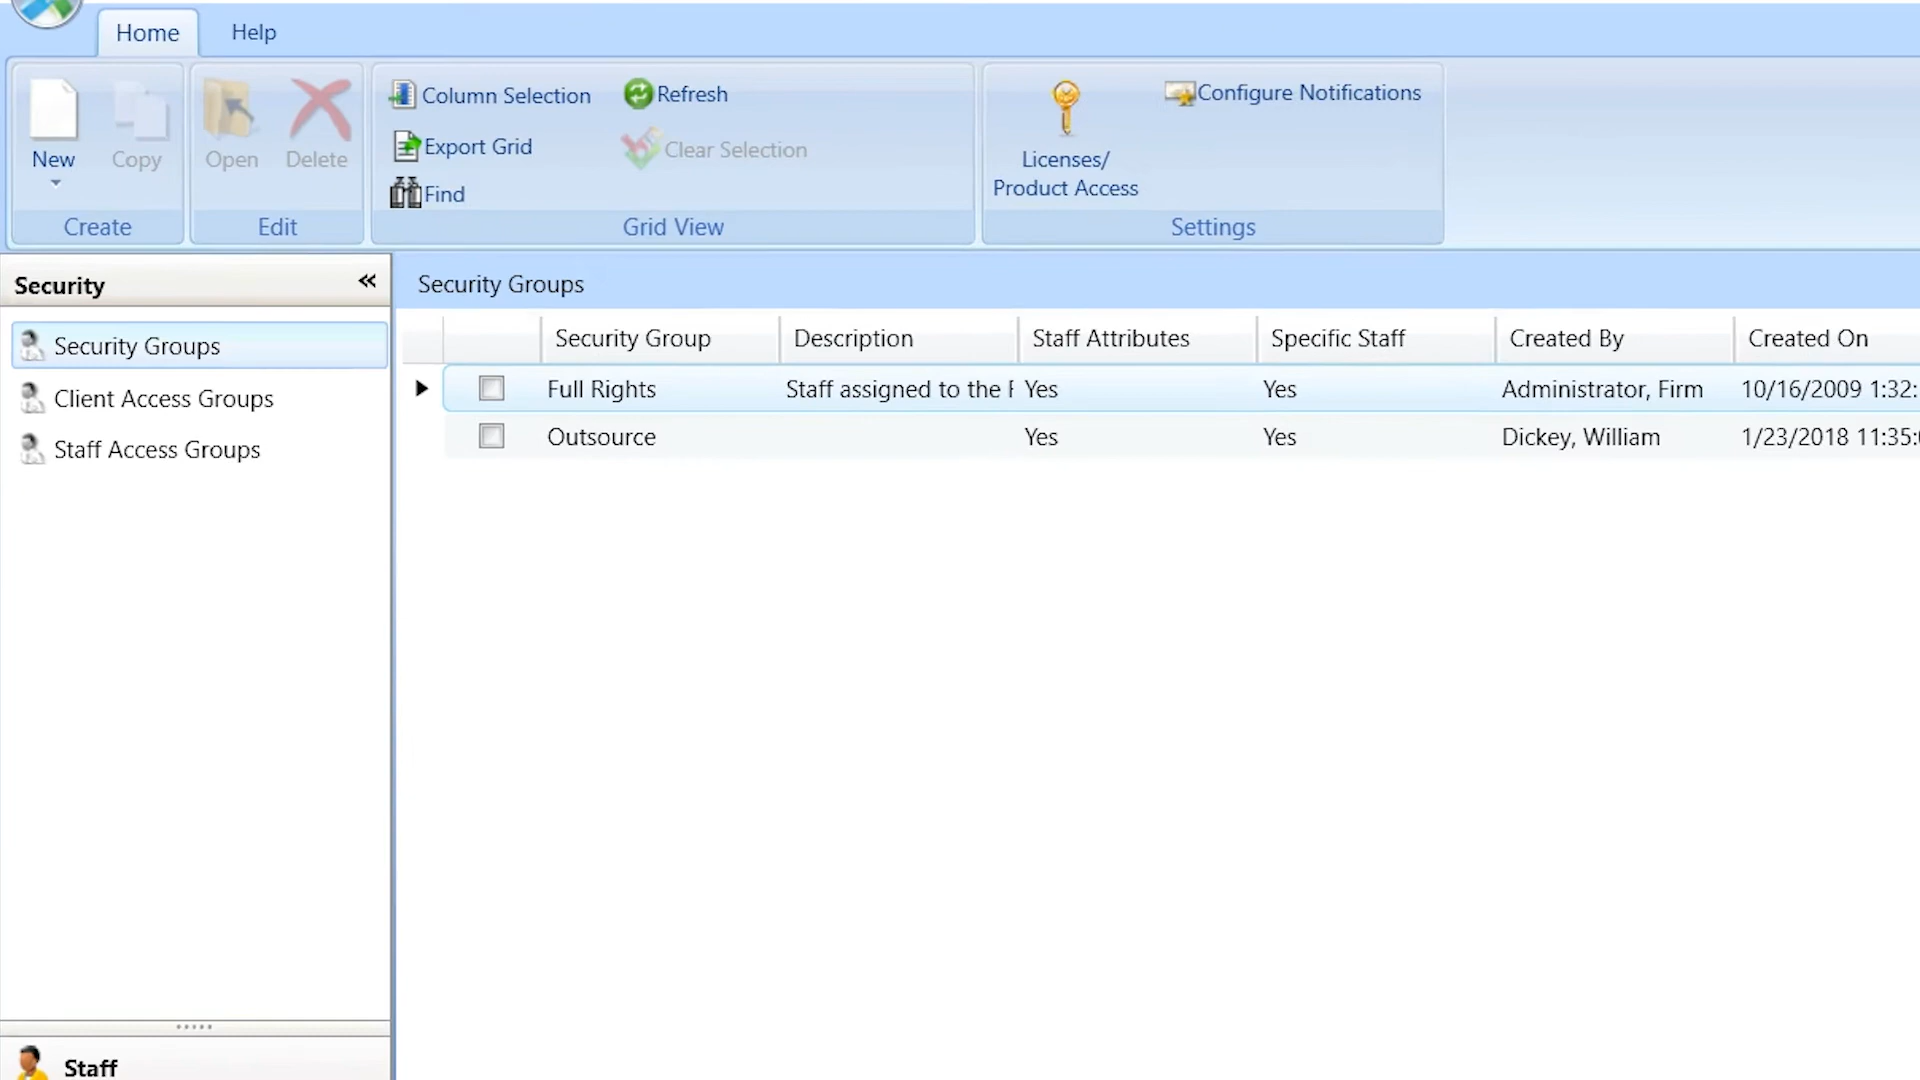 Home Help
New Copy Open Delete Column Selection Refresh Configure Notifications
Export Grid Clear Selection Licenses/
Find Product Access
Create Edit Grid View Settings
Security « Security Groups
Security Groups
Client Access Groups
Staff Access Groups
Security Group Description Staff Attributes Specific Staff Created By Created On
Full Rights Staff assigned to the Yes Yes Administrator, Firm 10/16/2009 1:32:
Outsource Yes Yes Dickey, William 1/23/2018 11:35:
Staff